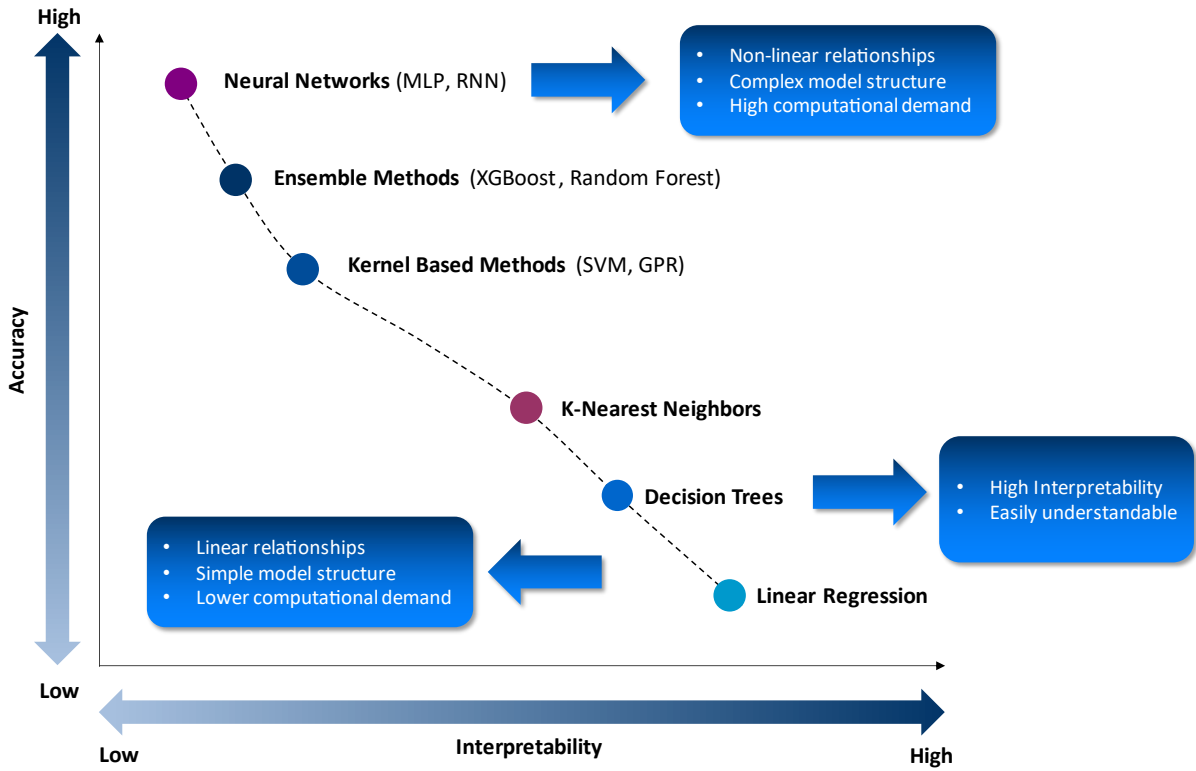 High
Neural Networks (MLP, RNN)
• Non-linear relationships
• Complex model structure
• High computational demand
Ensemble Methods (XGBoost, Random Forest)
Kernel Based Methods (SVM, GPR)
Accuracy
K-Nearest Neighbors
Decision Trees
• High Interpretability
• Easily understandable
• Linear relationships
• Simple model structure
• Lower computational demand
Linear Regression
Low
Low
Interpretability
High